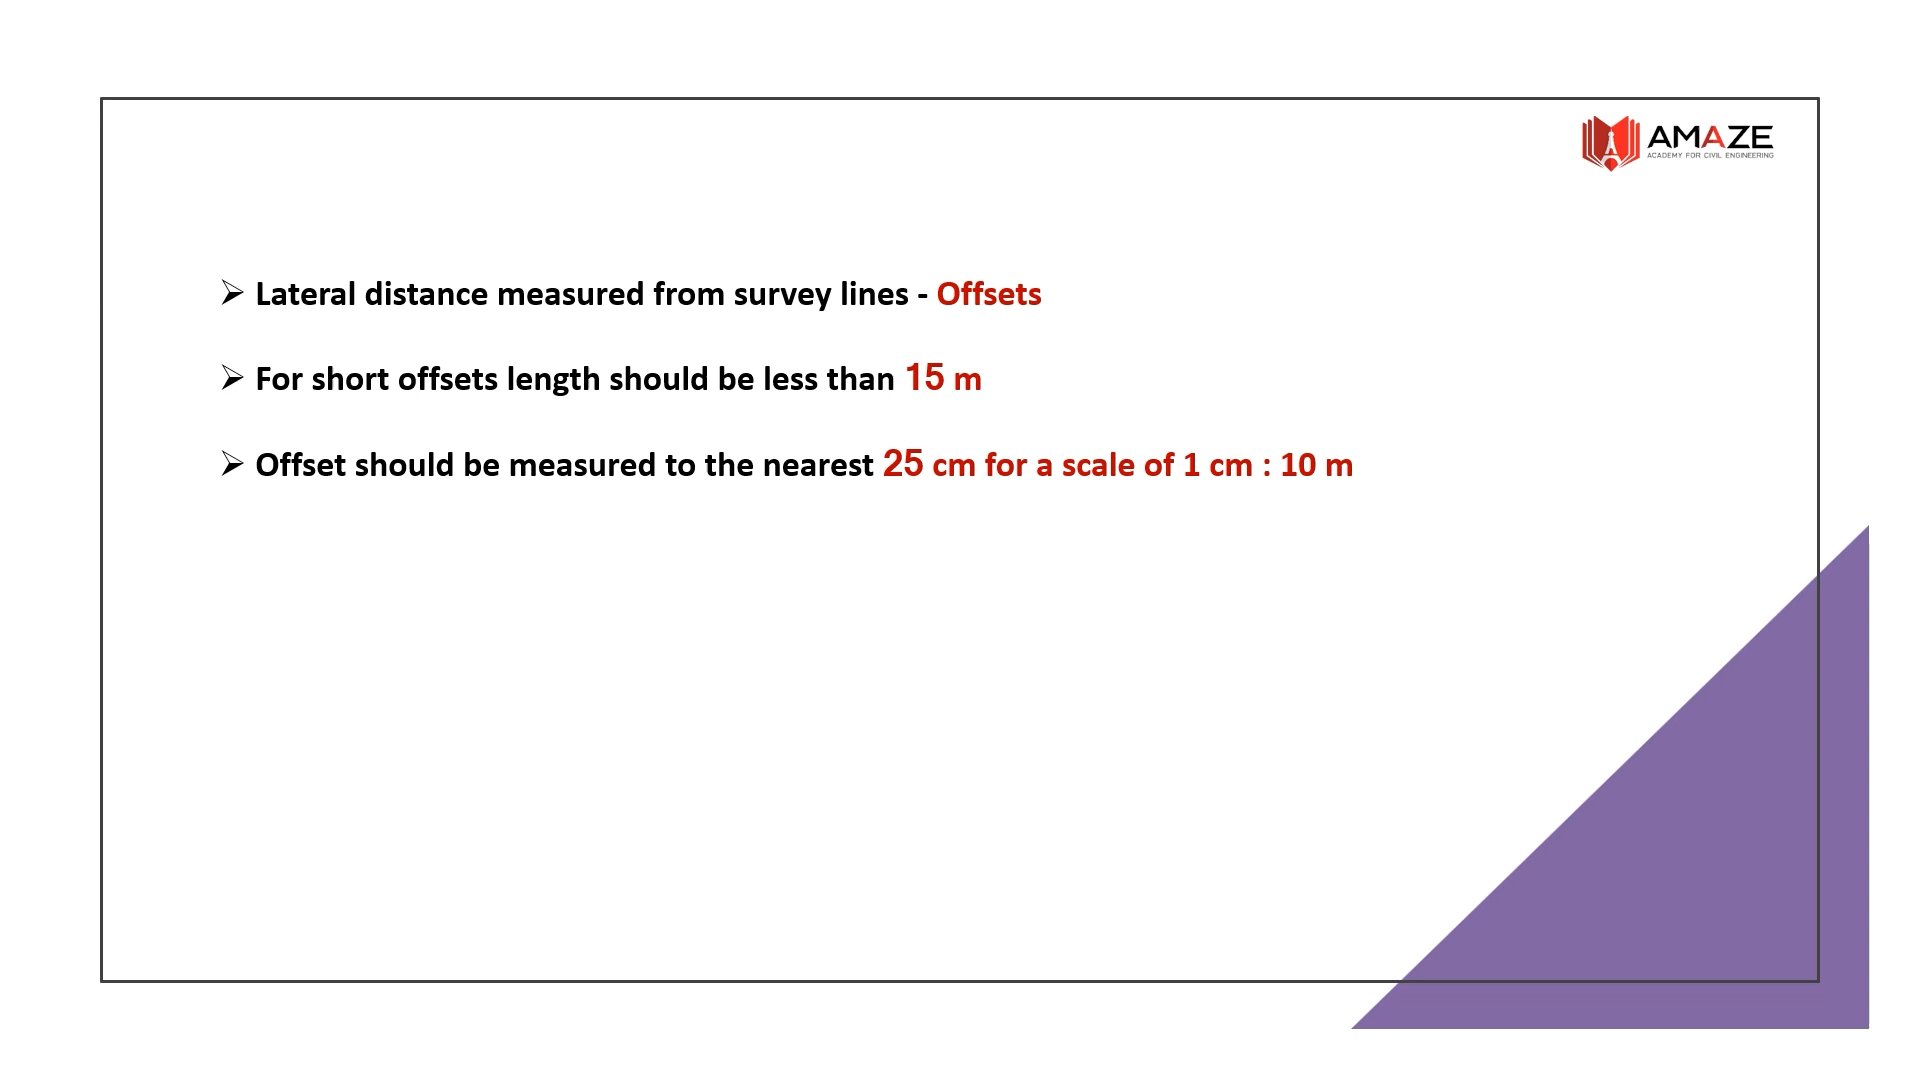 AMAZE
ACADEMY FOR CIVIL ENGINEERING
➢ Lateral distance measured from survey lines - Offsets
➢ For short offsets length should be less than 15 m
➢ Offset should be measured to the nearest 25 cm for a scale of 1 cm : 10 m